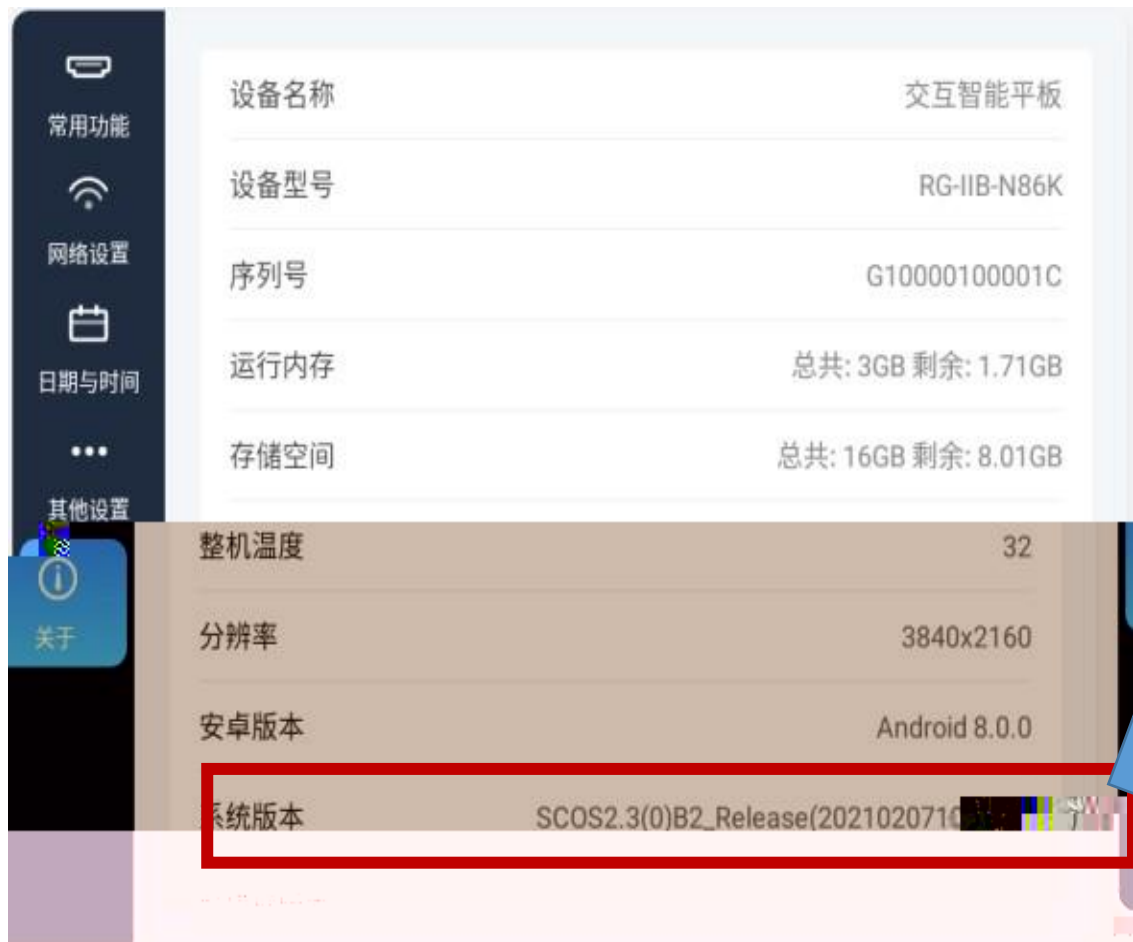 常用功能
网络设置
日期与时间
其他设置
关于
设备名称 交互智能平板
设备型号 RG-IIB-N86K
序列号 G10000100001C
运行内存 总共: 3GB 剩余: 1.71GB
存储空间 总共: 16GB 剩余: 8.01GB
整机温度 32
分辨率 3840x2160
安卓版本 Android 8.0.0
系统版本 SCOS2.3(0)B2_Release(202102071